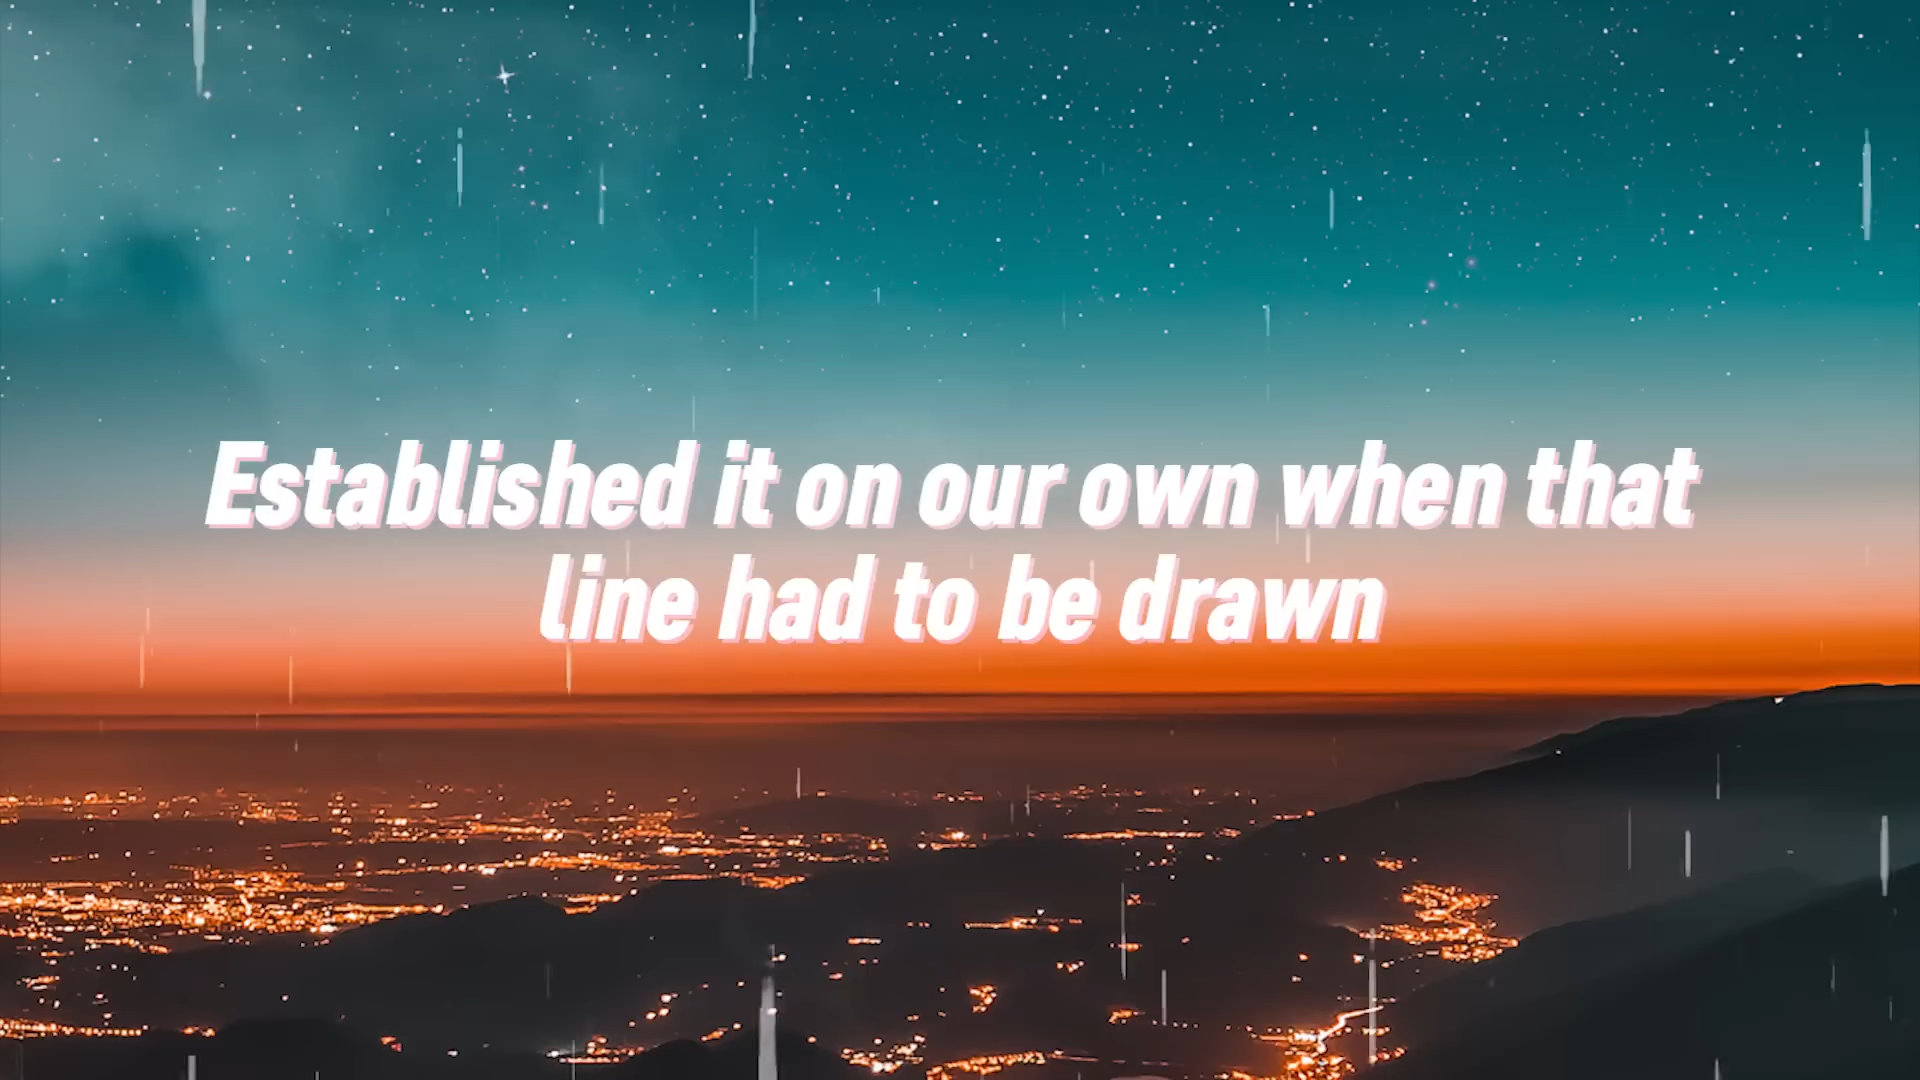 Established it on our own when that
line had to be drawn